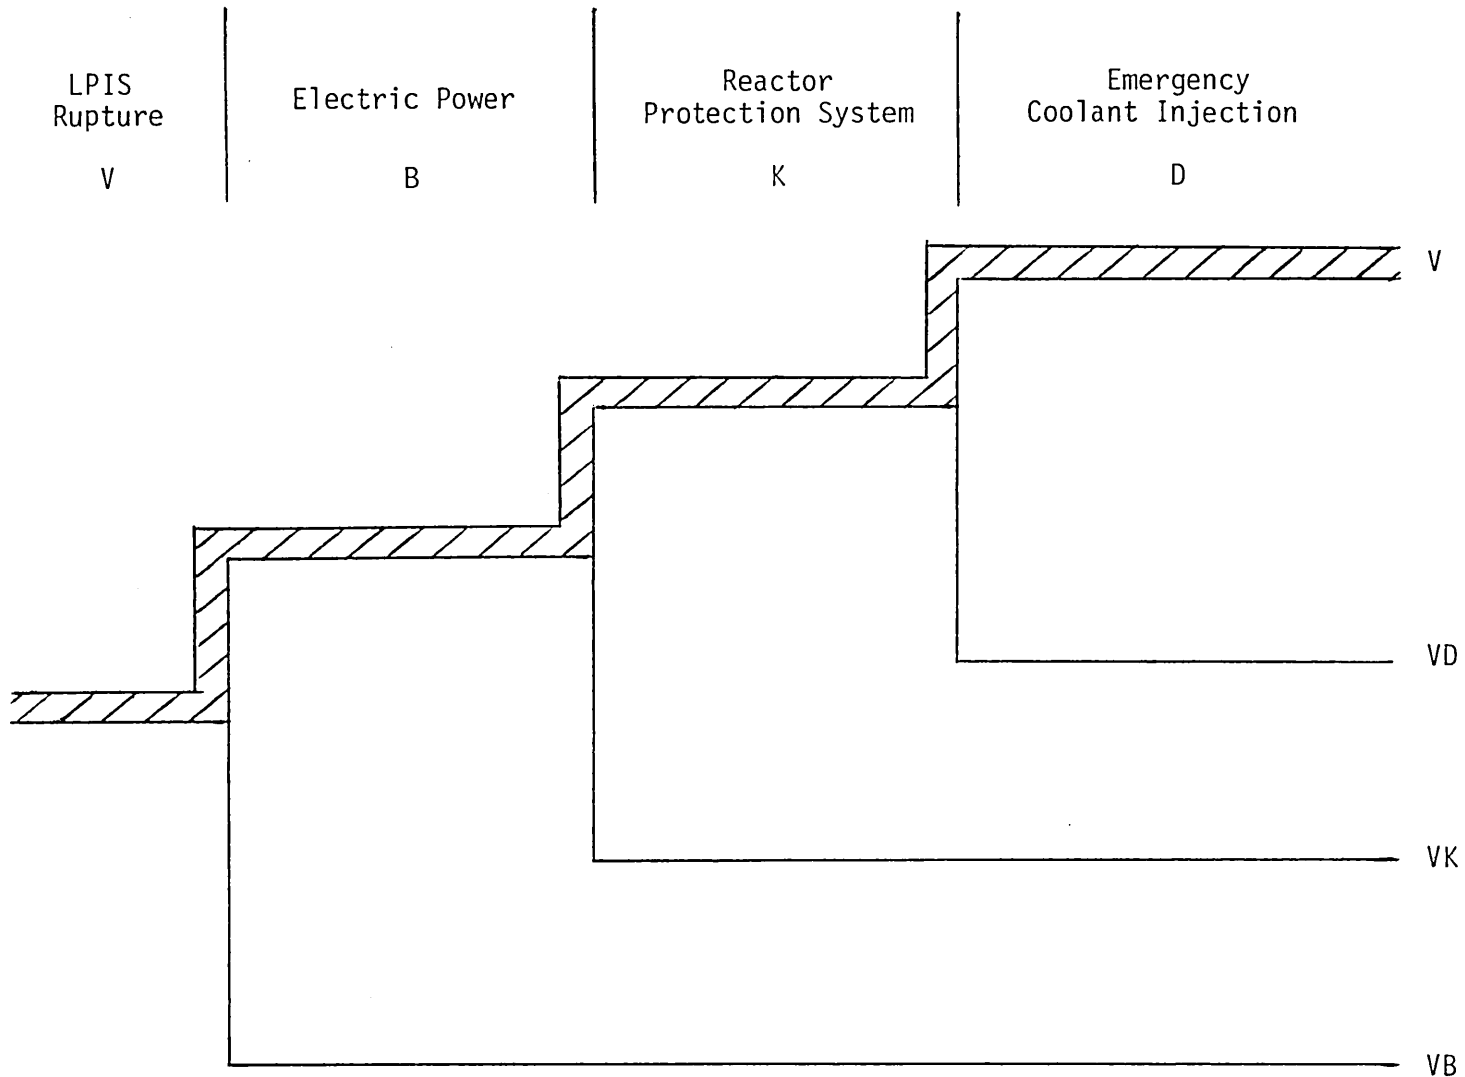 LPIS
Rupture
V
Electric Power
B
Reactor
Protection System
K
Emergency
Coolant Injection
D
V
VD
VK
VB